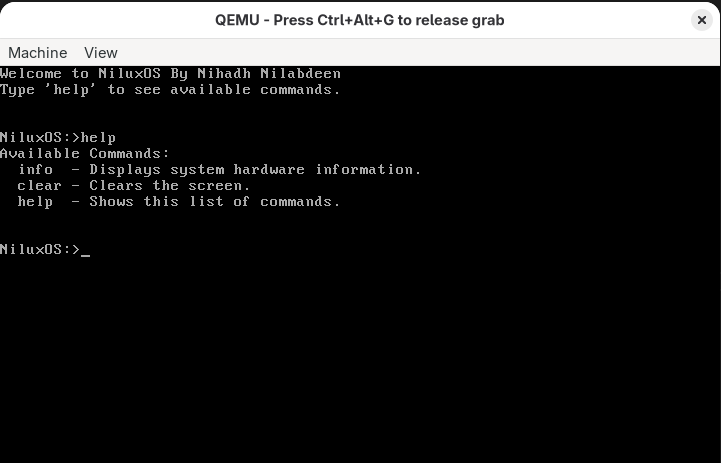 QEMU - Press Ctrl+Alt+G to release grab
Machine View
Welcome to NiluxOS By Nihadh Nilabdeen
Type 'help' to see available commands.
NiluxOS:>help
Available Commands:
  info  - Displays system hardware information.
  clear - Clears the screen.
  help  - Shows this list of commands.
NiluxOS:>_